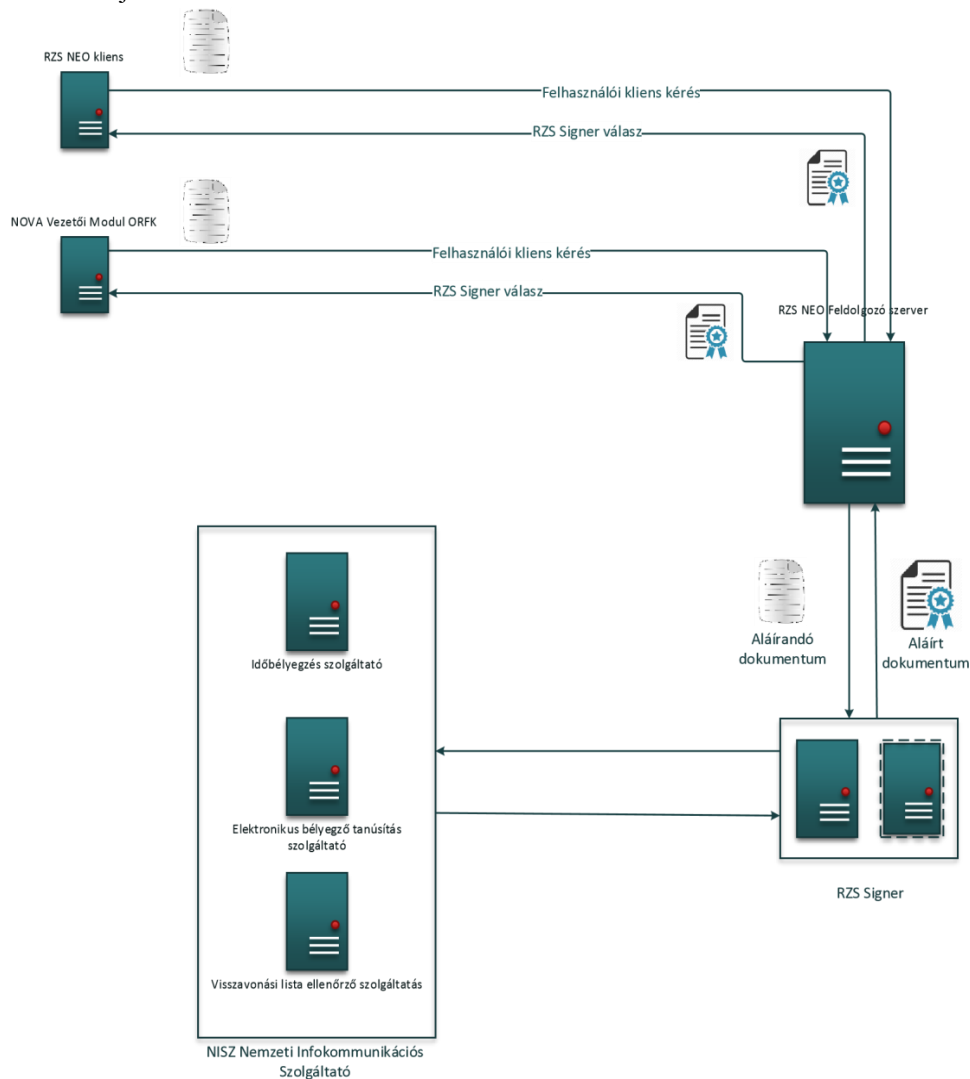 RZS NEO kliens
Felhasználói kliens kérés
RZS Signer válasz
NOVA Vezetői Modul ORFK
Felhasználói kliens kérés
RZS Signer válasz
RZS NEO Feldolgozó szerver
Aláírandó
dokumentum
Aláírt
dokumentum
Időbélyegzés szolgáltató
Elektronikus bélyegző tanúsítás
szolgáltató
RZS Signer
Visszavonási lista ellenőrző szolgáltatás
NISZ Nemzeti Infokommunikációs
Szolgáltató